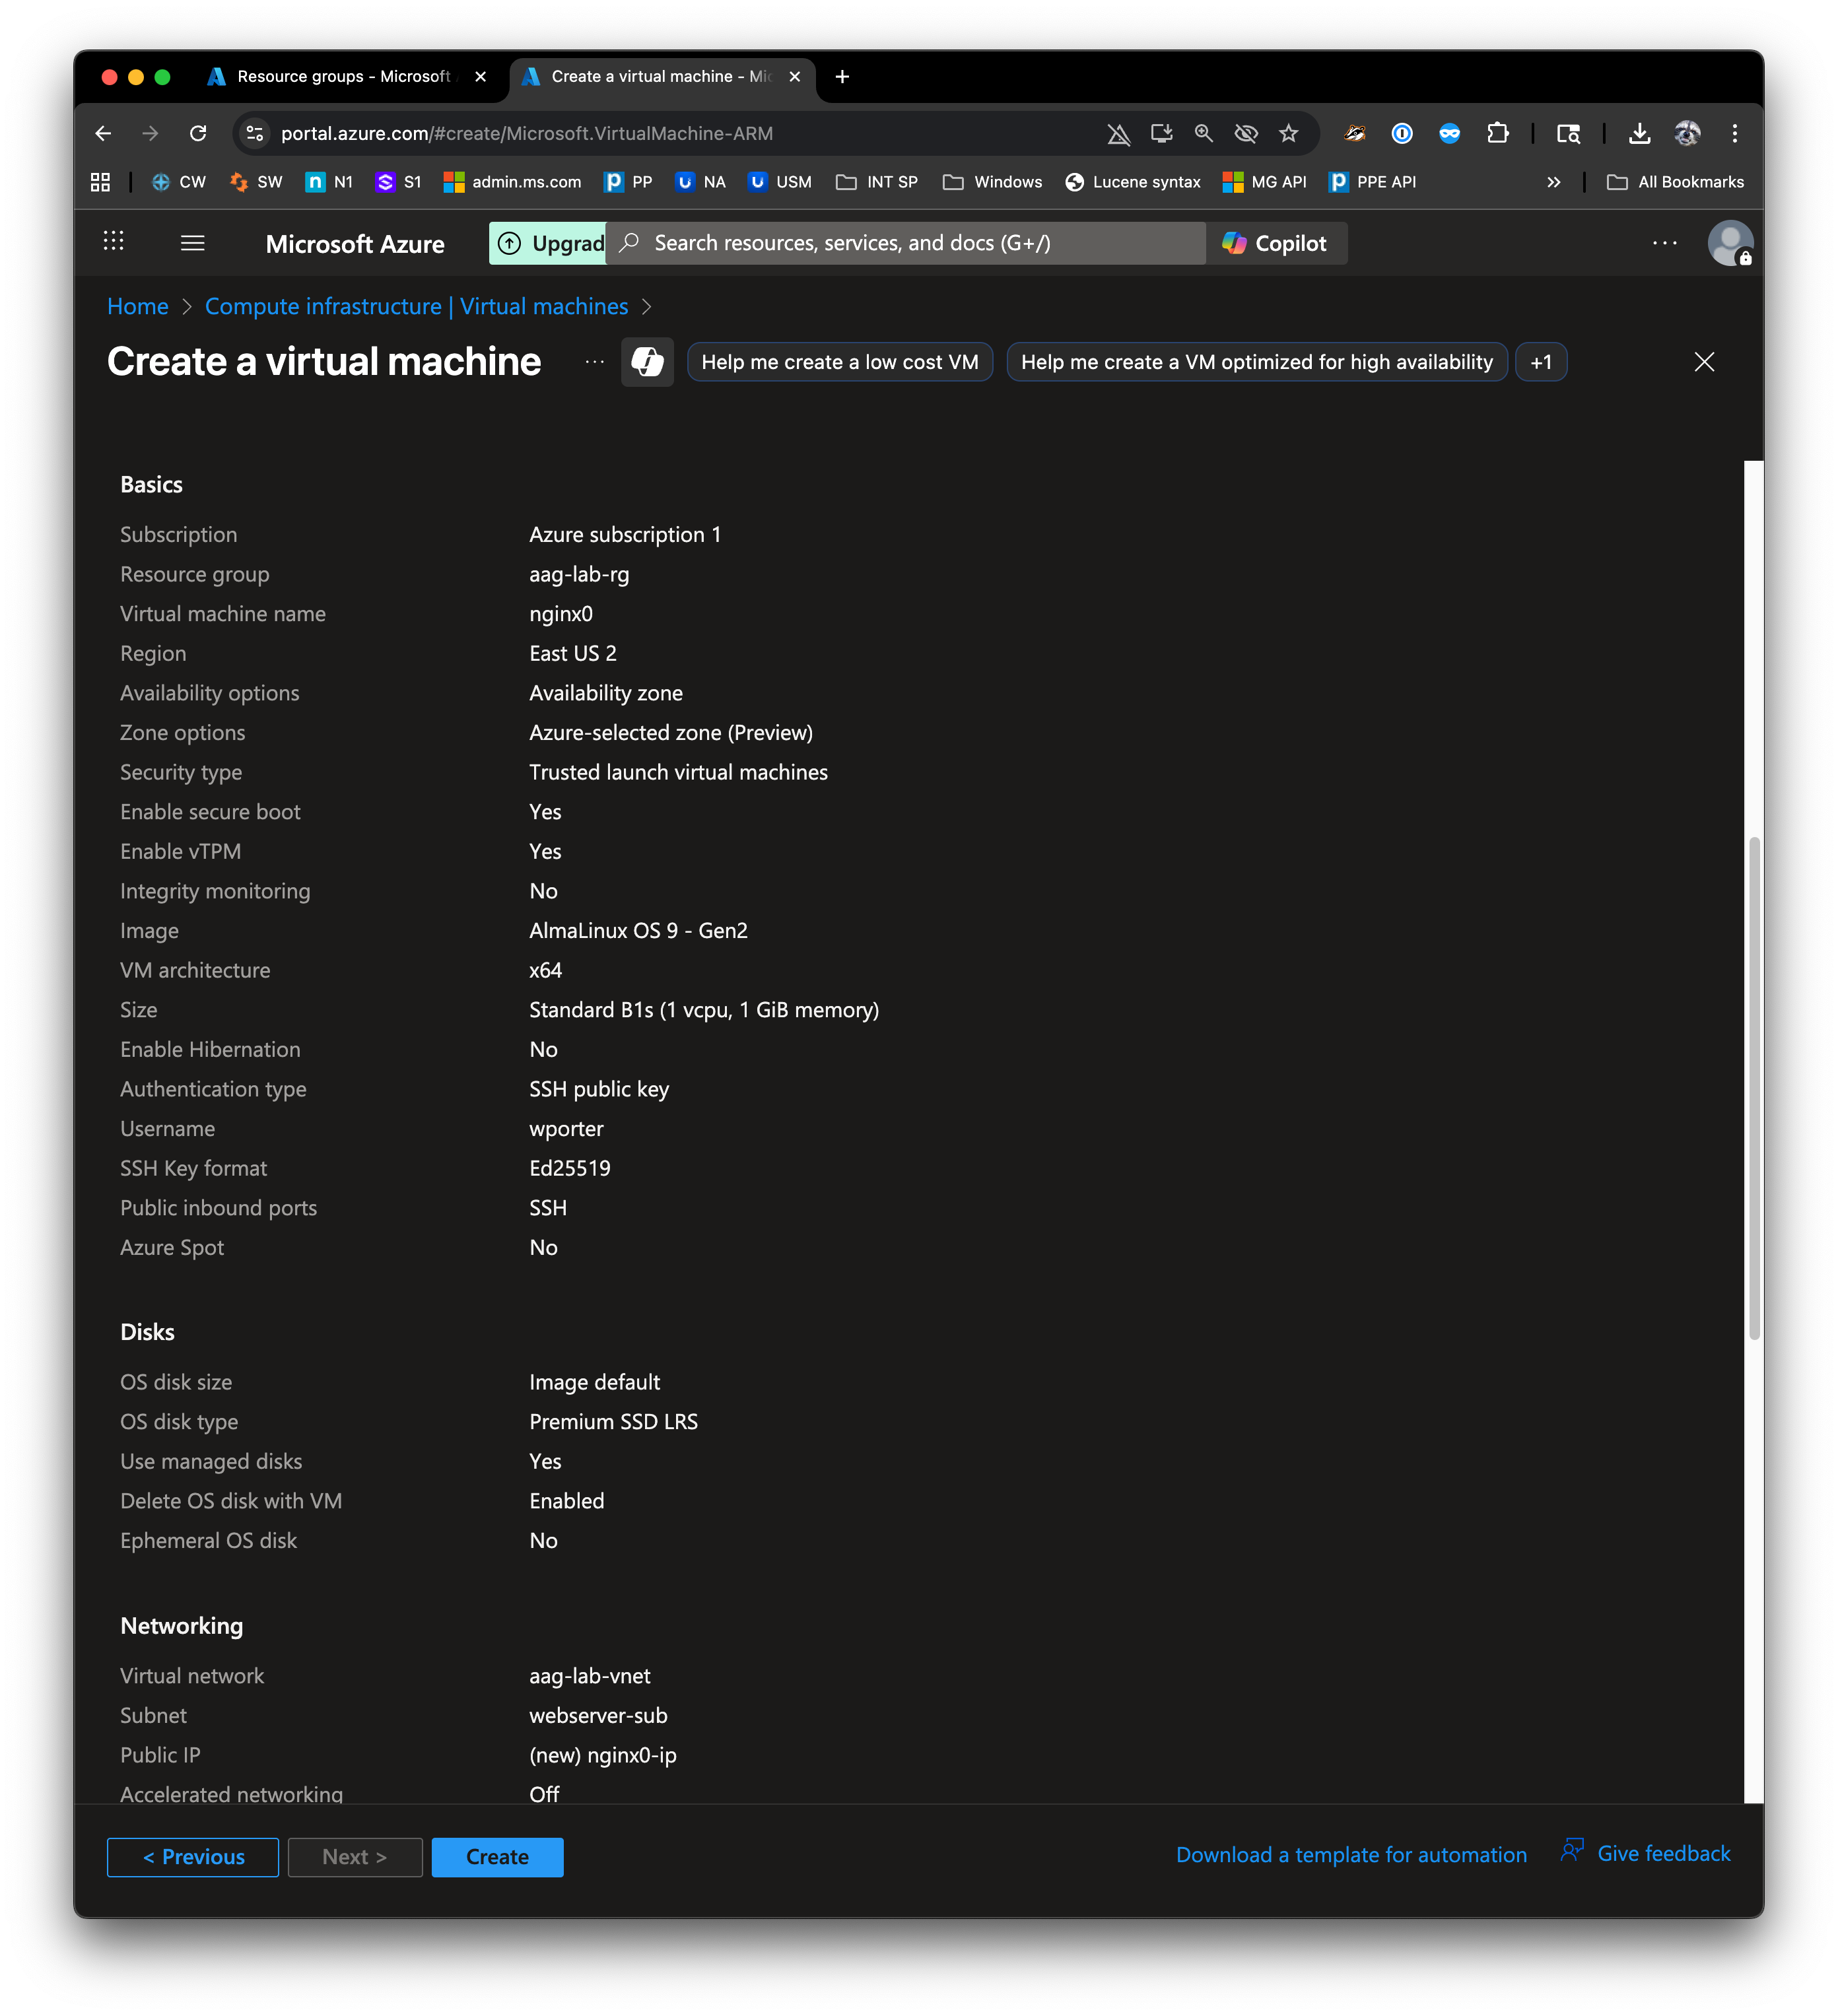 Resource groups - Microsoft
Create a virtual machine - Mic
portal.azure.com/#create/Microsoft.VirtualMachine-ARM
CW SW N1 S1 admin.ms.com PP NA USM INT SP Windows Lucene syntax MG API PPE API All Bookmarks
Microsoft Azure Upgrad Search resources, services, and docs (G+/) Copilot
Home > Compute infrastructure | Virtual machines >
Create a virtual machine ... Help me create a low cost VM Help me create a VM optimized for high availability +1
Basics
Subscription Azure subscription 1
Resource group aag-lab-rg
Virtual machine name nginx0
Region East US 2
Availability options Availability zone
Zone options Azure-selected zone (Preview)
Security type Trusted launch virtual machines
Enable secure boot Yes
Enable vTPM Yes
Integrity monitoring No
Image AlmaLinux OS 9 - Gen2
VM architecture x64
Size Standard B1s (1 vcpu, 1 GiB memory)
Enable Hibernation No
Authentication type SSH public key
Username wporter
SSH Key format Ed25519
Public inbound ports SSH
Azure Spot No
Disks
OS disk size Image default
OS disk type Premium SSD LRS
Use managed disks Yes
Delete OS disk with VM Enabled
Ephemeral OS disk No
Networking
Virtual network aag-lab-vnet
Subnet webserver-sub
Public IP (new) nginx0-ip
Accelerated networking Off
< Previous Next > Create Download a template for automation Give feedback